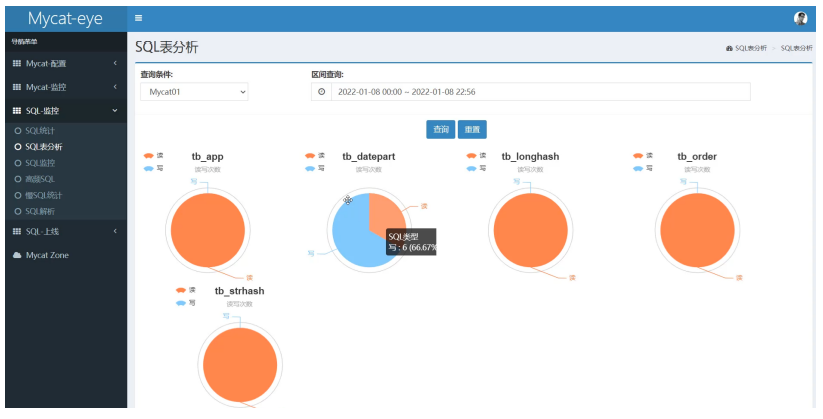 Mycat-eye
导航菜单
Mycat-配置
Mycat-监控
SQL-监控
SQL统计
SQL表分析
SQL监控
高频SQL
慢SQL统计
SQL解析
SQL-上线
Mycat Zone
SQL表分析
SQL表分析 > SQL表分析
查询条件:
区间查询:
Mycat01
2022-01-08 00:00 ~ 2022-01-08 22:56
查询 重置
读
写
tb_app
读写次数
写
读
读
写
tb_datepart
读写次数
读
写
SQL类型
写 : 6 (66.67%
读
写
tb_longhash
读写次数
写
读
读
写
tb_order
读写次数
写
读
读
写
tb_strhash
读写次数
写